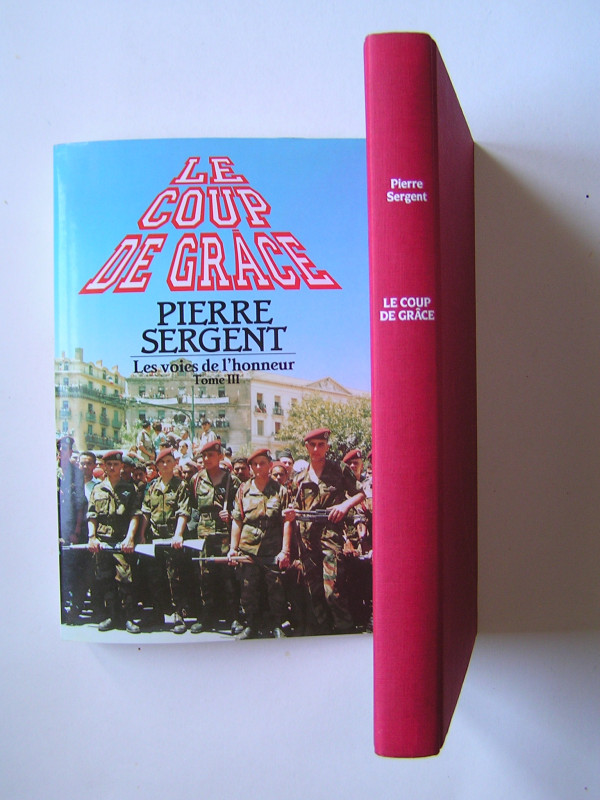 LE
COUP
DE GRÂCE
PIERRE
SERGENT
Les voies de l'honneur
Tome III
Pierre
Sergent
LE COUP
DE GRÂCE